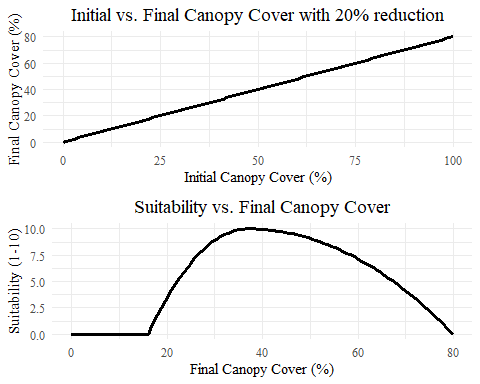 Initial vs. Final Canopy Cover with 20% reduction
Final Canopy Cover (%)
80
60
40
20
0
0 25 50 75 100
Initial Canopy Cover (%)
Suitability vs. Final Canopy Cover
Suitability (1-10)
10.0
7.5
5.0
2.5
0.0
0 20 40 60 80
Final Canopy Cover (%)